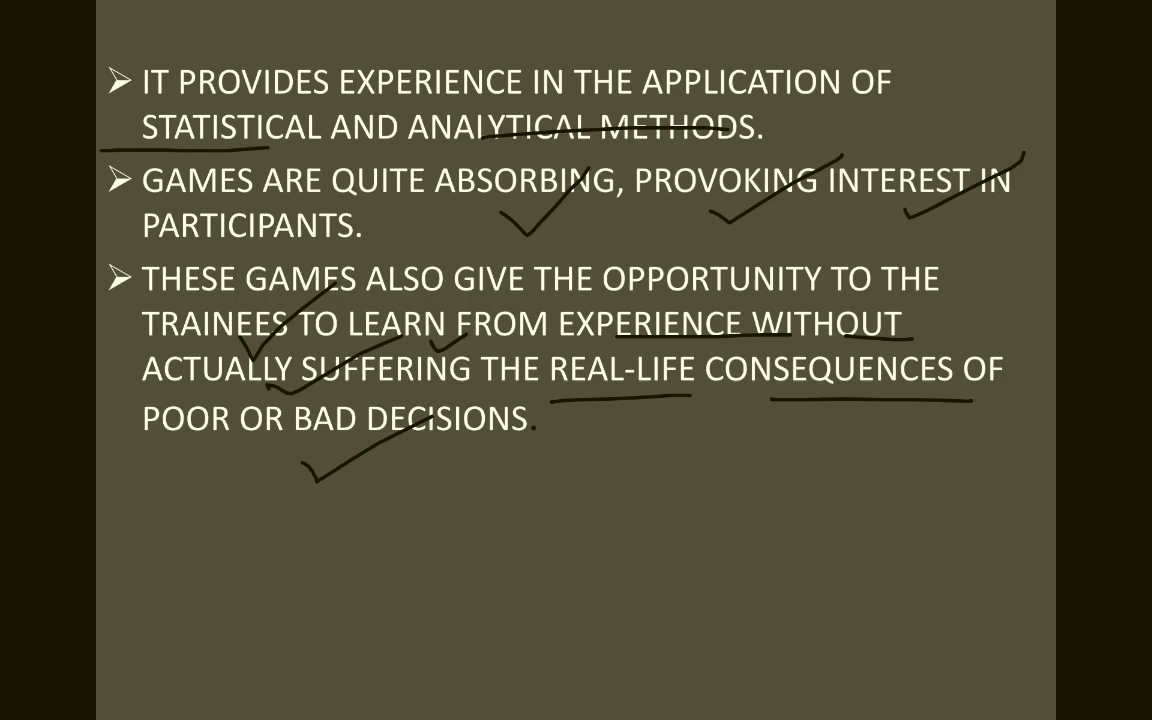 ➢ IT PROVIDES EXPERIENCE IN THE APPLICATION OF
STATISTICAL AND ANALYTICAL METHODS.
➢ GAMES ARE QUITE ABSORBING, PROVOKING INTEREST IN
PARTICIPANTS.
➢ THESE GAMES ALSO GIVE THE OPPORTUNITY TO THE
TRAINEES TO LEARN FROM EXPERIENCE WITHOUT
ACTUALLY SUFFERING THE REAL-LIFE CONSEQUENCES OF
POOR OR BAD DECISIONS.